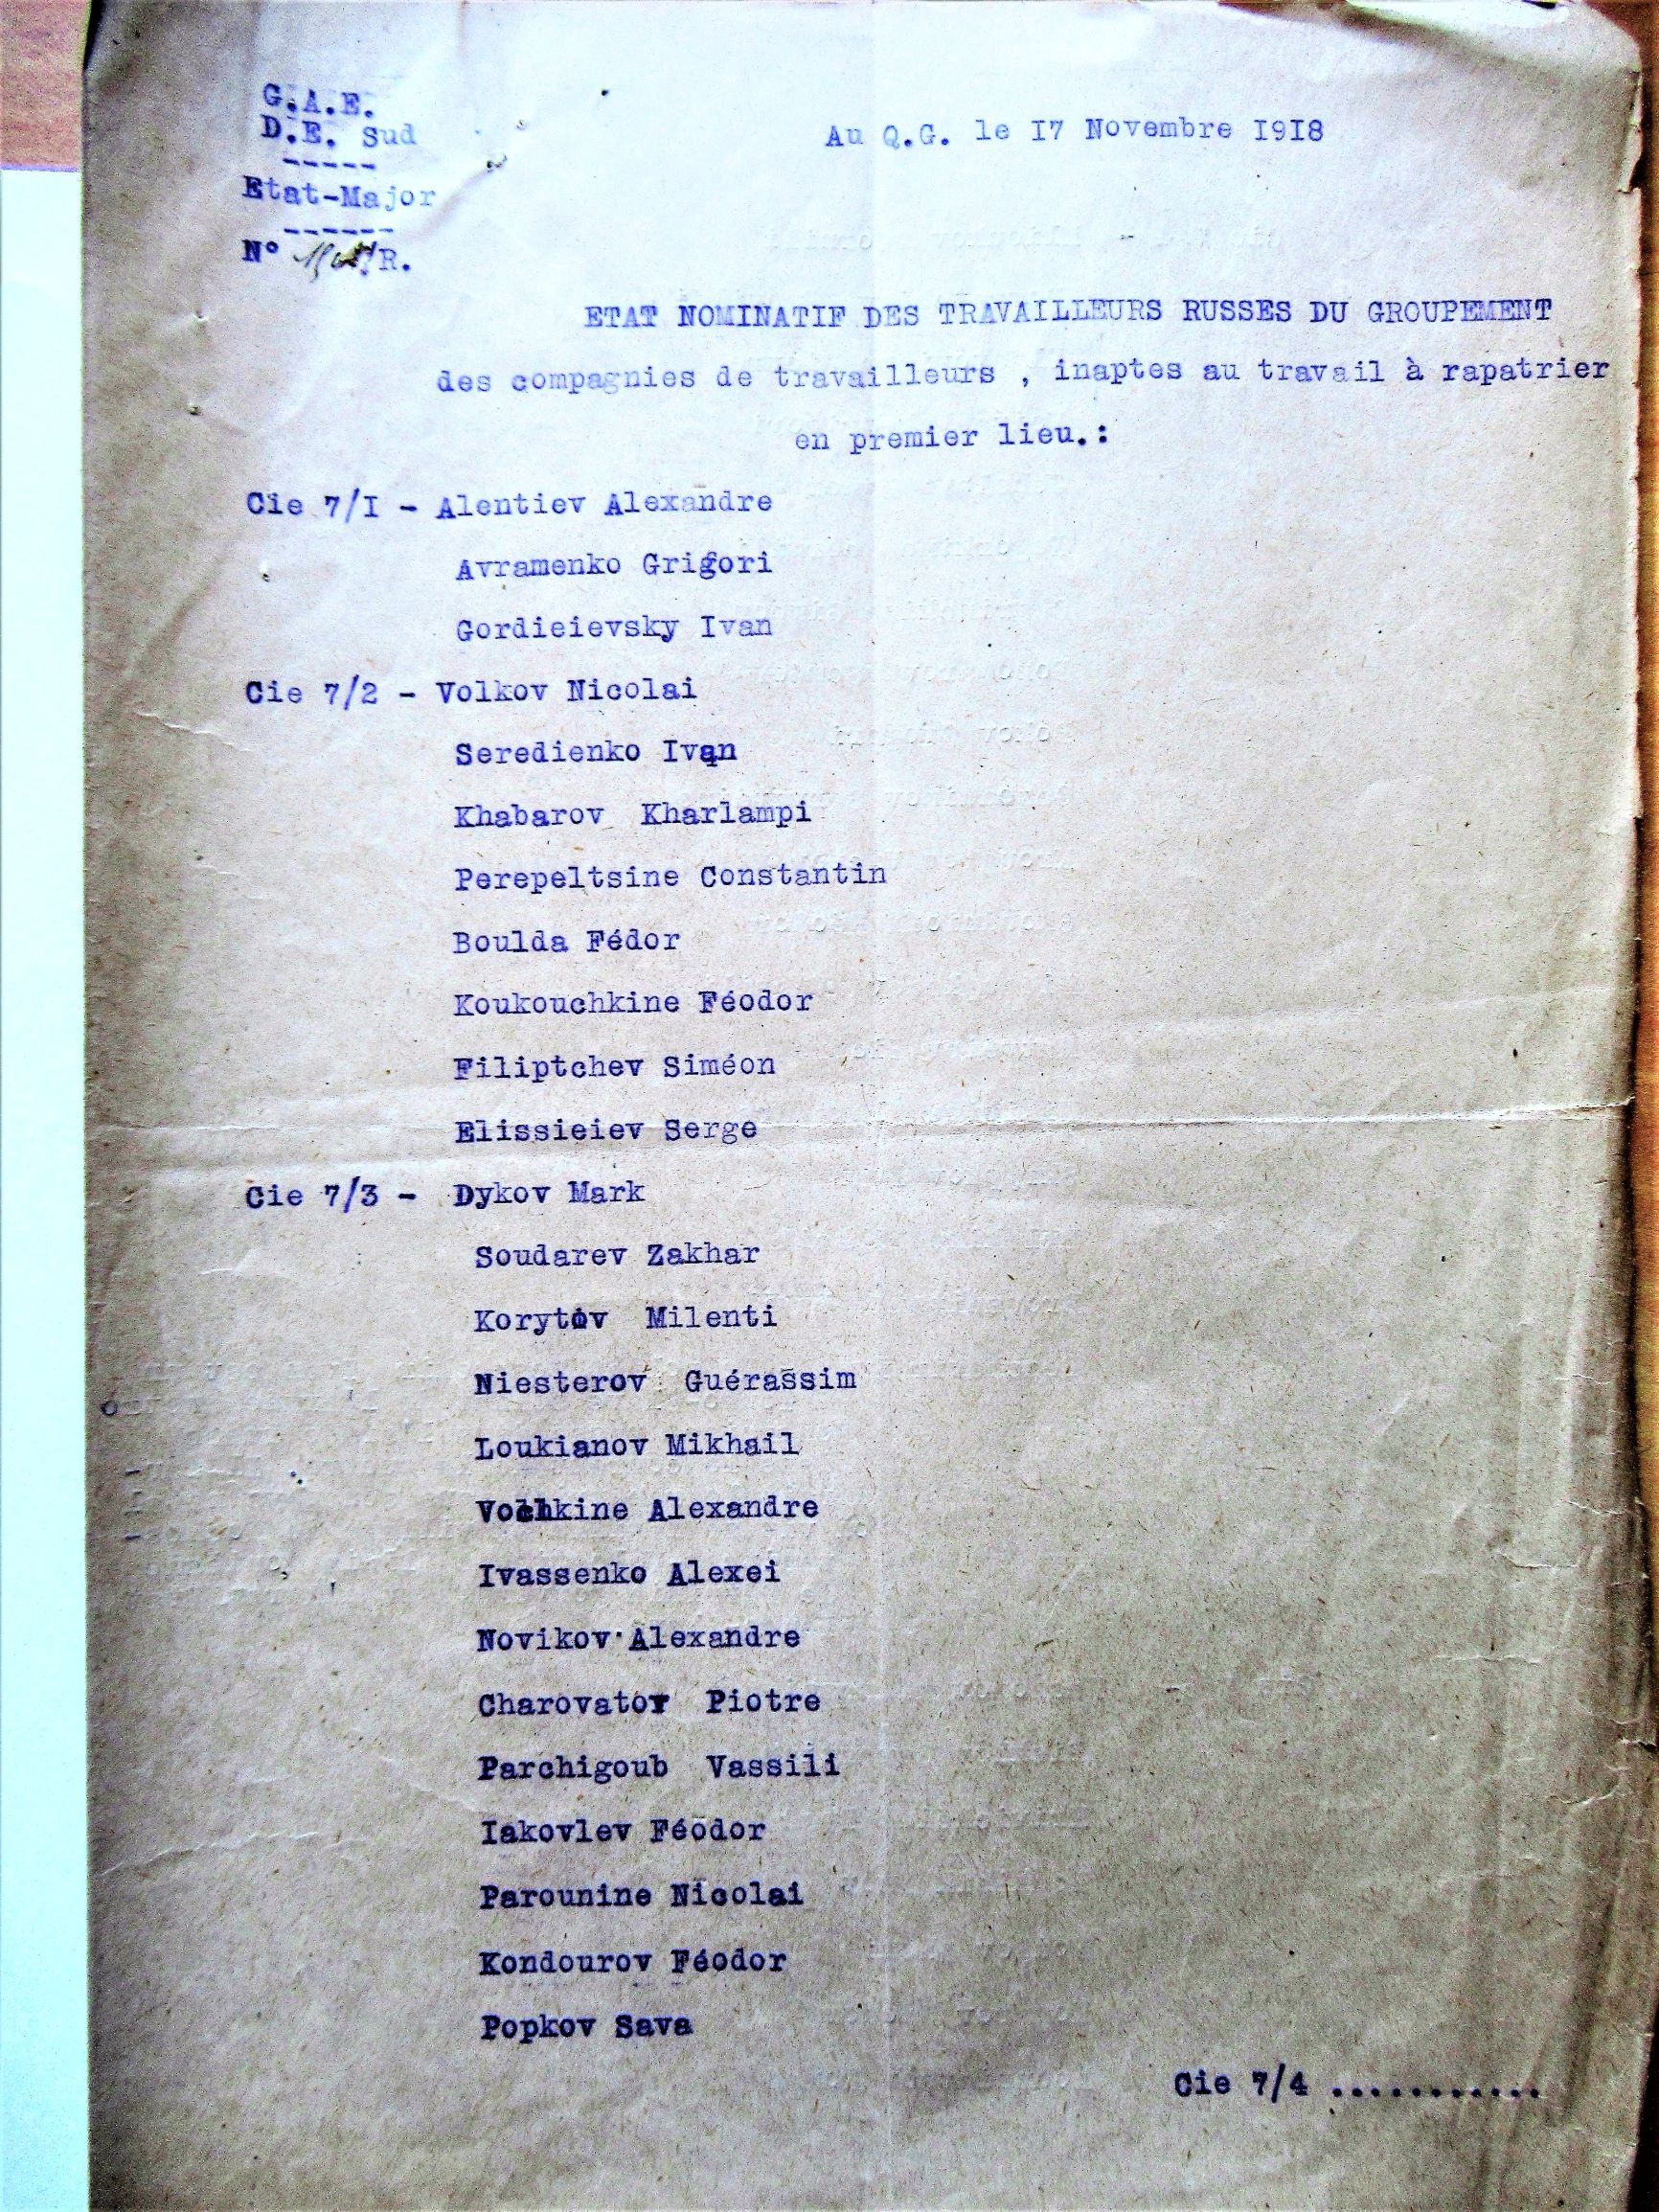 G.A.E.
D.E. Sud
-----
Etat-Major
------
N° /R.
Au Q.G. le I7 Novembre I9I8
ETAT NOMINATIF DES TRAVAILLEURS RUSSES DU GROUPEMENT
des compagnies de travailleurs , inaptes au travail à rapatrier
en premier lieu.:
Cie 7/I - Alentiev Alexandre
Avramenko Grigori
Gordieievsky Ivan
Cie 7/2 - Volkov Nicolai
Seredienko Ivan
Khabarov Kharlampi
Perepeltsine Constantin
Boulda Fédor
Koukouchkine Féodor
Filiptchev Siméon
Elissieiev Serge
Cie 7/3 - Dykov Mark
Soudarev Zakhar
Korytov Milenti
Niesterov Guérassim
Loukianov Mikhail
Alexandre
Ivassenko Alexei
Novikov Alexandre
Charovatov Piotre
Parchigoub Vassili
Iakovlev Féodor
Parounine Nicolai
Kondourov Féodor
Popkov Sava
Cie 7/4 ...........